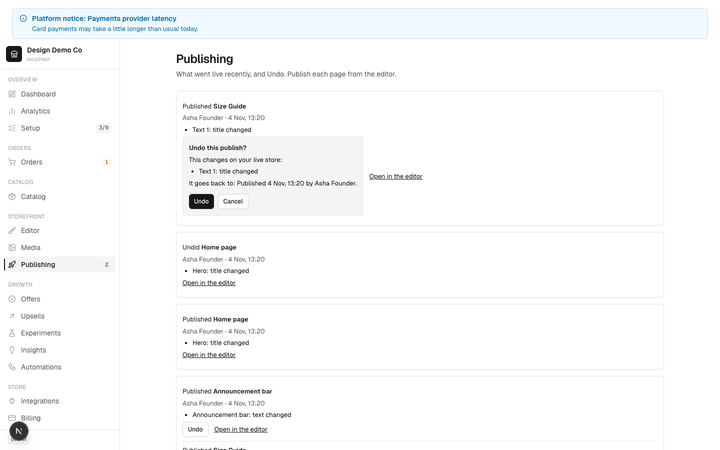 Platform notice: Payments provider latency
Card payments may take a little longer than usual today.
Design Demo Co
localhost
OVERVIEW
Dashboard
Analytics
Setup 3/9
ORDERS
Orders 1
CATALOG
Catalog
STOREFRONT
Editor
Media
Publishing 2
GROWTH
Offers
Upsells
Experiments
Insights
Automations
STORE
Integrations
Billing
N
Publishing
What went live recently, and Undo. Publish each page from the editor.
Published Size Guide
Asha Founder · 4 Nov, 13:20
• Text 1: title changed
Undo this publish?
This changes on your live store:
• Text 1: title changed
It goes back to: Published 4 Nov, 13:20 by Asha Founder.
Undo Cancel
Open in the editor
Undid Home page
Asha Founder · 4 Nov, 13:20
• Hero: title changed
Open in the editor
Published Home page
Asha Founder · 4 Nov, 13:20
• Hero: title changed
Open in the editor
Published Announcement bar
Asha Founder · 4 Nov, 13:20
• Announcement bar: text changed
Undo Open in the editor
Published Size Guide